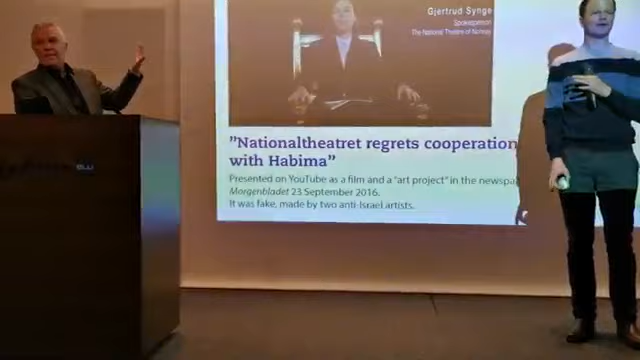 Gjertrud Synge
Spokesperson
The National Theatre of Norway
"Nationaltheatret regrets cooperation
with Habima"
Presented on YouTube as a film and a "art project" in the newspa
Morgenbladet 23 September 2016.
It was fake, made by two anti-Israel artists.